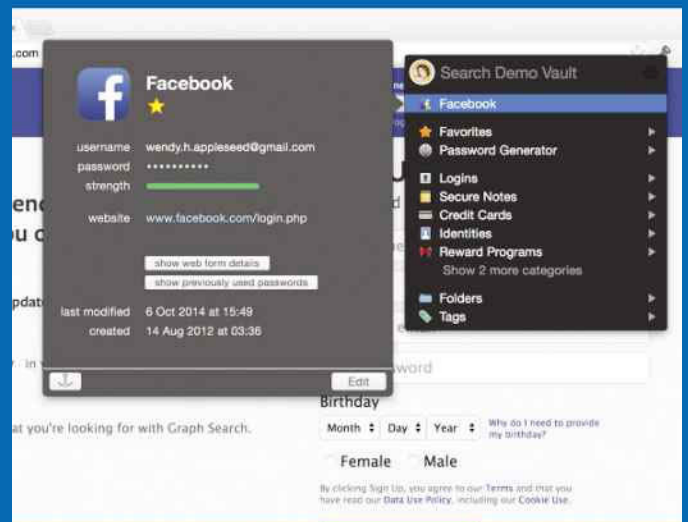 .com
f
Facebook
username wendy.h.appleseed@gmail.com
password ••••••••••
strength
website www.facebook.com/login.php
show web form details
show previously used passwords
last modified 6 Oct 2014 at 15:49
created 14 Aug 2012 at 03:36
Edit
Search Demo Vault
Facebook
Favorites
Password Generator
Logins
Secure Notes
Credit Cards
Identities
Reward Programs
Show 2 more categories
Folders
Tags
at you're looking for with Graph Search.
Birthday
Month Day Year
Why do I need to provide
my birthday?
Female Male
By clicking Sign Up, you agree to our Terms and that you
have read our Data Use Policy, including our Cookie Use.